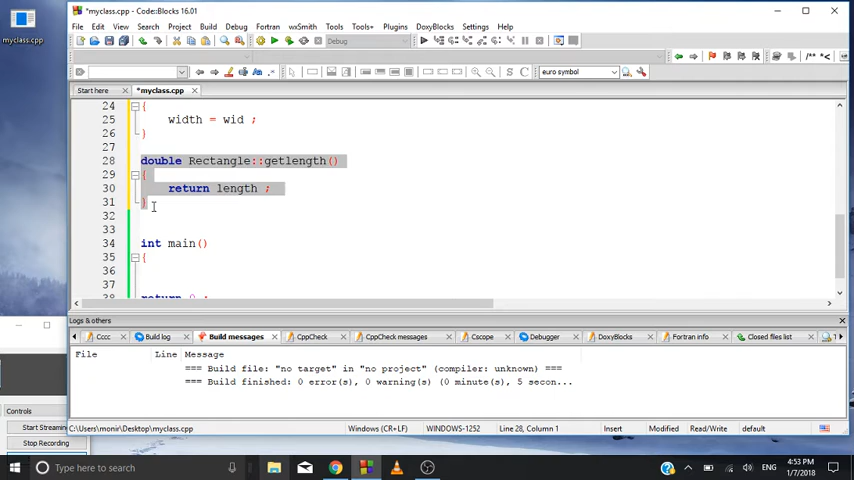 myclass.cpp
*myclass.cpp - Code::Blocks 16.01
File Edit View Search Project Build Debug Fortran wxSmith Tools Tools+ Plugins DoxyBlocks Settings Help
Debug
/** *<
S C euro symbol
Start here *myclass.cpp
24 {
25 width = wid ;
26 }
27
28 double Rectangle::getlength()
29 {
30 return length ;
31 }
32
33
34 int main()
35 {
36
37
38 return 0 ;
Logs & others
Cccc Build log Build messages CppCheck CppCheck messages Cscope Debugger DoxyBlocks Fortran info Closed files list
File Line Message
=== Build file: "no target" in "no project" (compiler: unknown) ===
=== Build finished: 0 error(s), 0 warning(s) (0 minute(s), 5 secon...
Controls
Start Streaming
Stop Recording
C:\Users\monir\Desktop\myclass.cpp Windows (CR+LF) WINDOWS-1252 Line 28, Column 1 Insert Modified Read/Write default
Type here to search
ENG
4:53 PM
1/7/2018